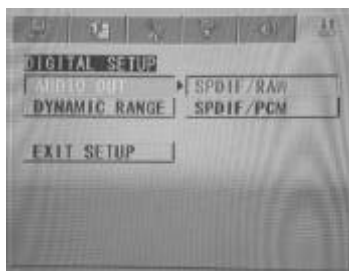 DIGITAL SETUP
AUDIO OUT SPDIF/RAW
DYNAMIC RANGE SPDIF/PCM
EXIT SETUP